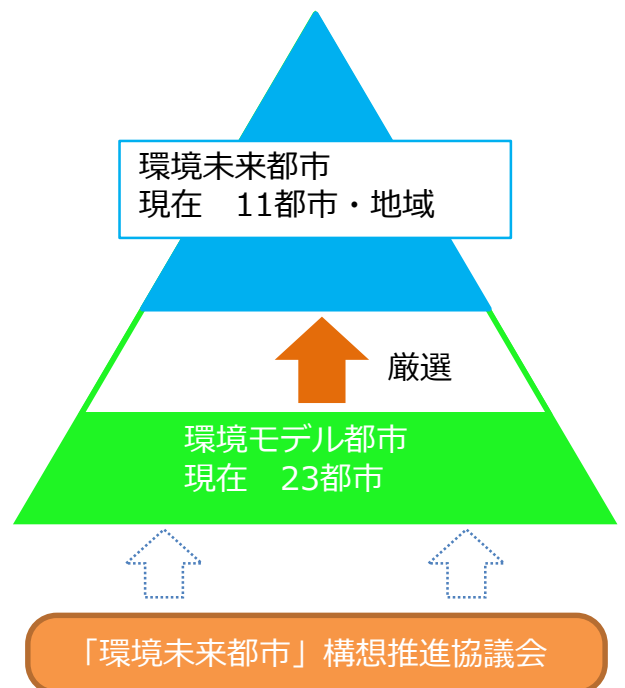 環境未来都市
現在　11都市・地域
厳選
環境モデル都市
現在　23都市
「環境未来都市」構想推進協議会